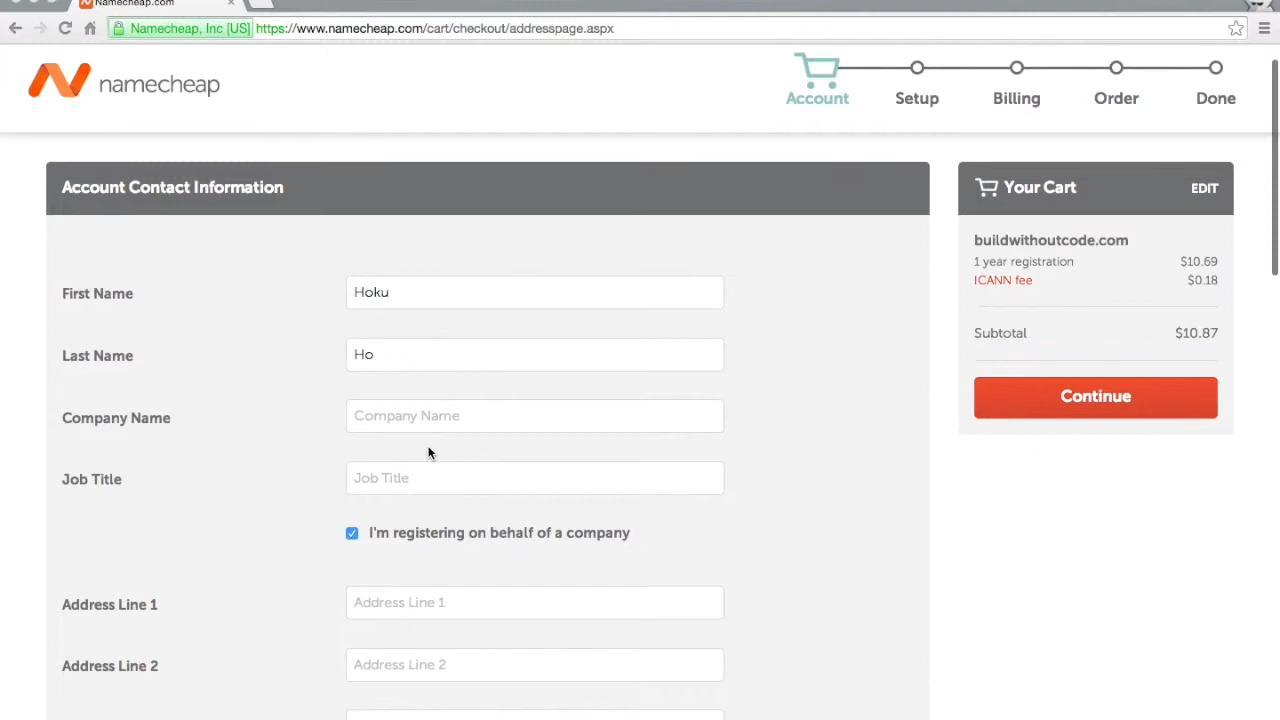 Namecheap.com
Namecheap, Inc [US] https://www.namecheap.com/cart/checkout/addresspage.aspx
namecheap
Account
Setup
Billing
Order
Done
Account Contact Information
First Name
Hoku
Last Name
Ho
Company Name
Company Name
Job Title
Job Title
I'm registering on behalf of a company
Address Line 1
Address Line 1
Address Line 2
Address Line 2
Your Cart
EDIT
buildwithoutcode.com
1 year registration $10.69
ICANN fee $0.18
Subtotal $10.87
Continue